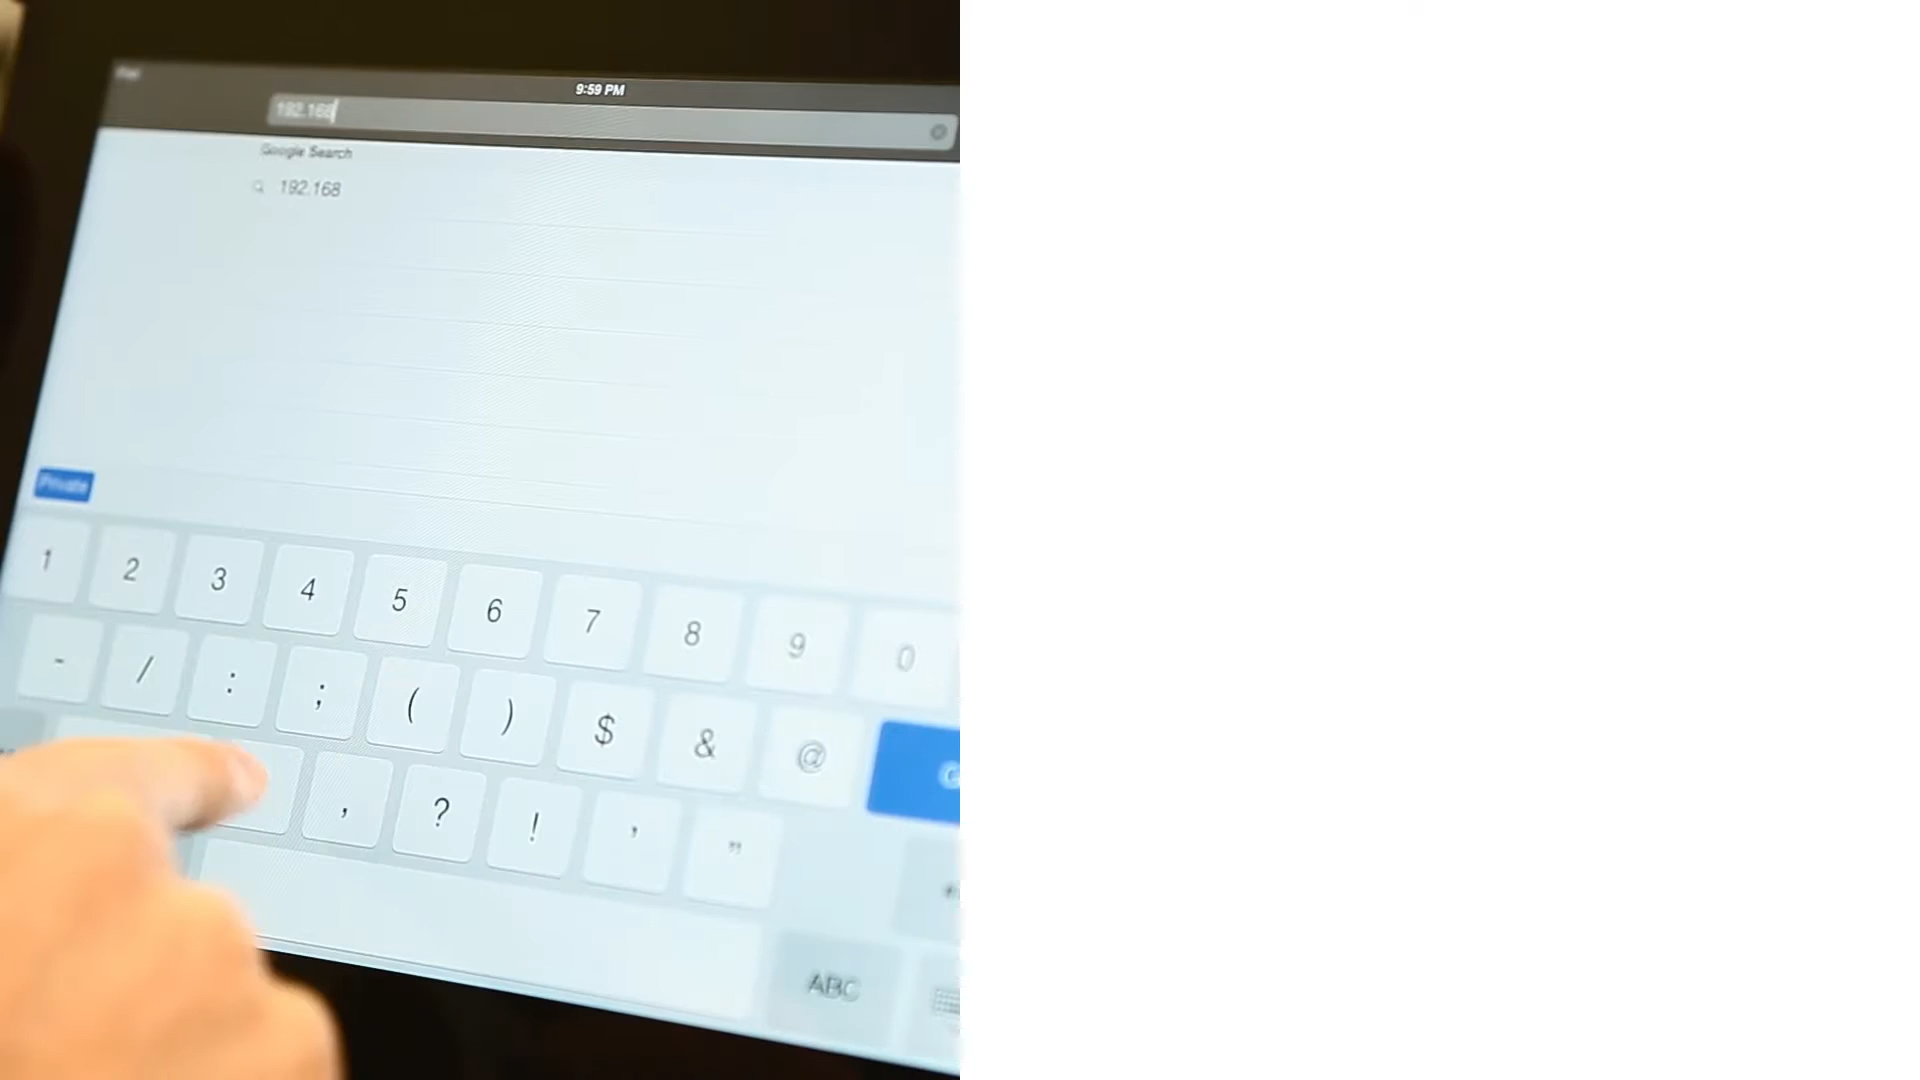 iPad
9:59 PM
192.168
Google Search
192.168
Private
1 2 3 4 5 6 7 8 9 0
- / : ; ( ) $ & @
, ? ! ' "
ABC